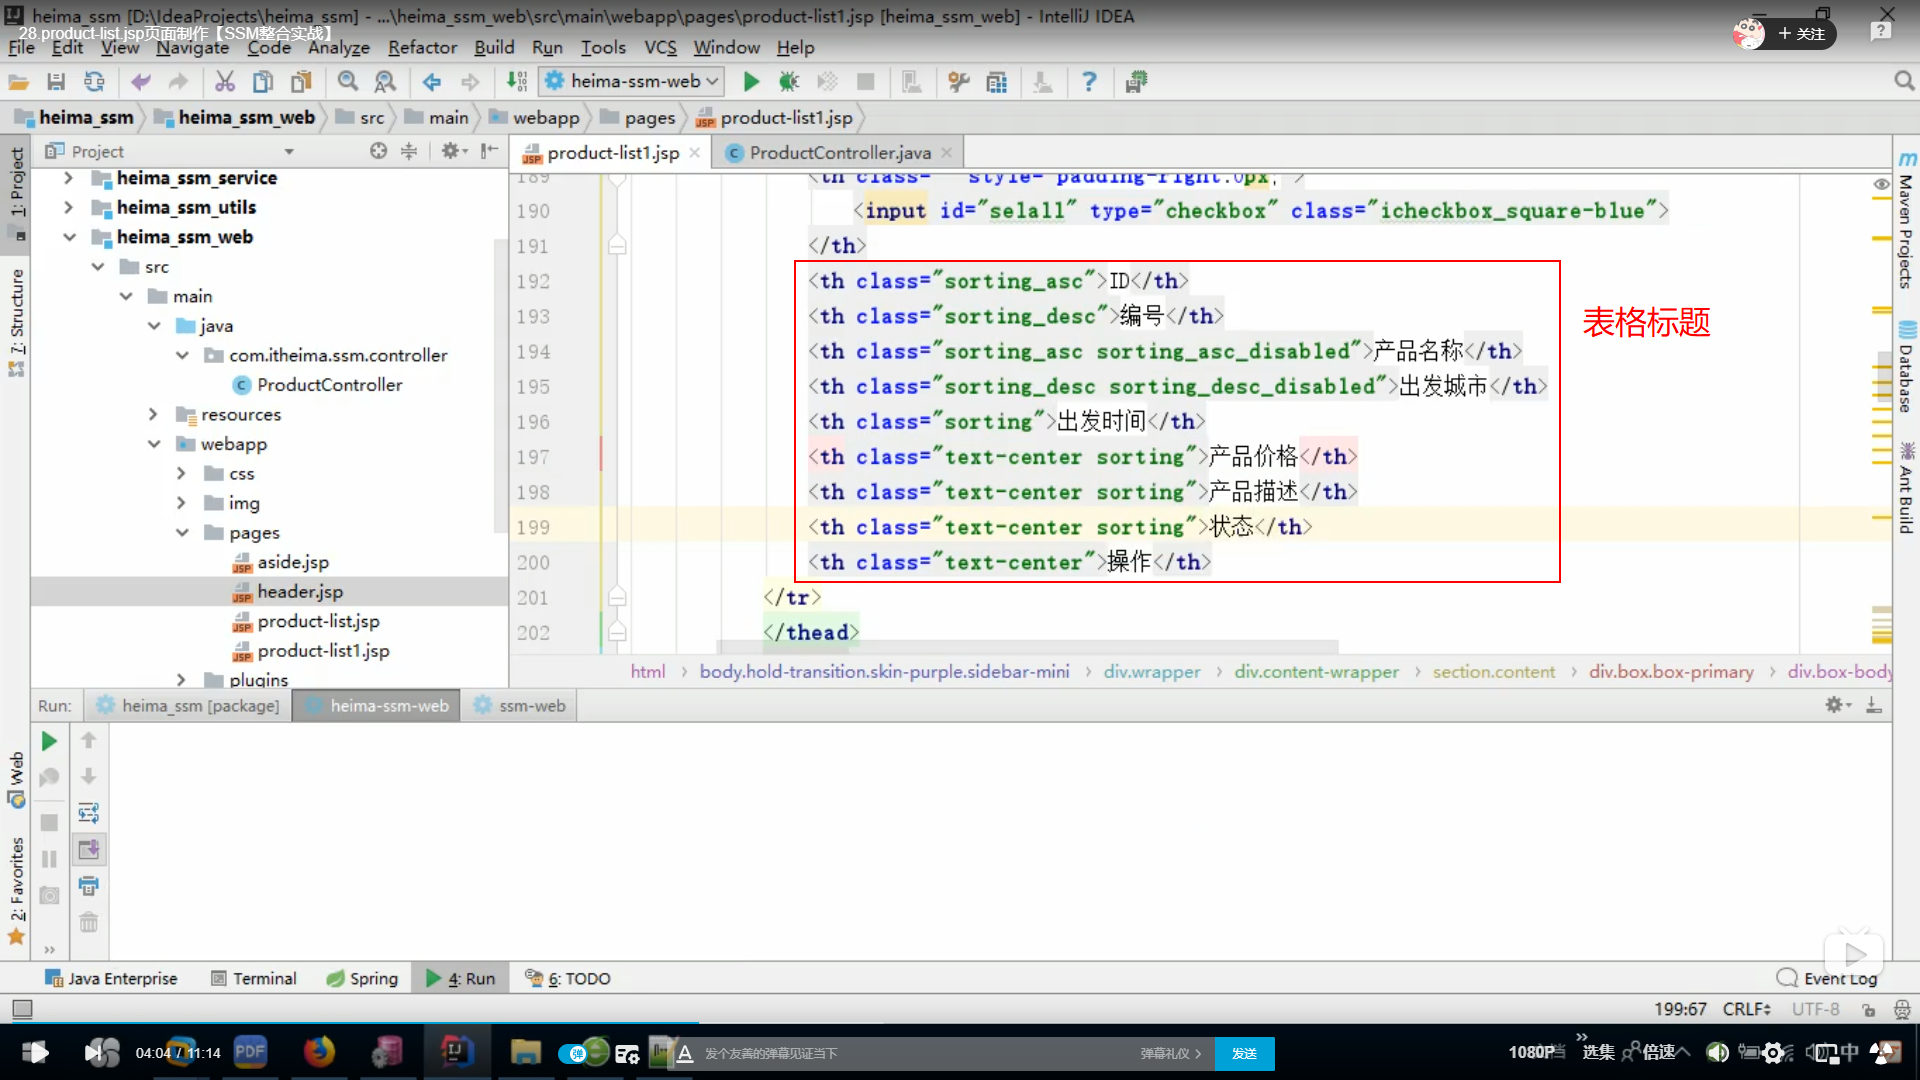 heima_ssm [D:\IdeaProjects\heima_ssm] - ...\heima_ssm_web\src\main\webapp\pages\product-list1.jsp [heima_ssm_web] - IntelliJ IDEA
28.product-list.jsp页面制作【SSM整合实战】
+ 关注
File Edit View Navigate Code Analyze Refactor Build Run Tools VCS Window Help
heima-ssm-web
heima_ssm heima_ssm_web src main webapp pages product-list1.jsp
1: Project
7: Structure
Web
2: Favorites
Project
heima_ssm_service
heima_ssm_utils
heima_ssm_web
src
main
java
com.itheima.ssm.controller
ProductController
resources
webapp
css
img
pages
aside.jsp
header.jsp
product-list.jsp
product-list1.jsp
plugins
product-list1.jsp ProductController.java
189 <th class="" style="padding-right:0px;">
190 <input id="selall" type="checkbox" class="icheckbox_square-blue">
191 </th>
192 <th class="sorting_asc">ID</th>
193 <th class="sorting_desc">编号</th>
194 <th class="sorting_asc sorting_asc_disabled">产品名称</th>
195 <th class="sorting_desc sorting_desc_disabled">出发城市</th>
196 <th class="sorting">出发时间</th>
197 <th class="text-center sorting">产品价格</th>
198 <th class="text-center sorting">产品描述</th>
199 <th class="text-center sorting">状态</th>
200 <th class="text-center">操作</th>
201 </tr>
202 </thead>
表格标题
html › body.hold-transition.skin-purple.sidebar-mini › div.wrapper › div.content-wrapper › section.content › div.box.box-primary › div.box-body
Maven Projects
Database
Ant Build
Run: heima_ssm [package] heima-ssm-web ssm-web
Java Enterprise Terminal Spring 4: Run 6: TODO Event Log
199:67 CRLF UTF-8
04:04 / 11:14 PDF 弹 A 发个友善的弹幕见证当下 弹幕礼仪 › 发送 1080P 选集 倍速 中